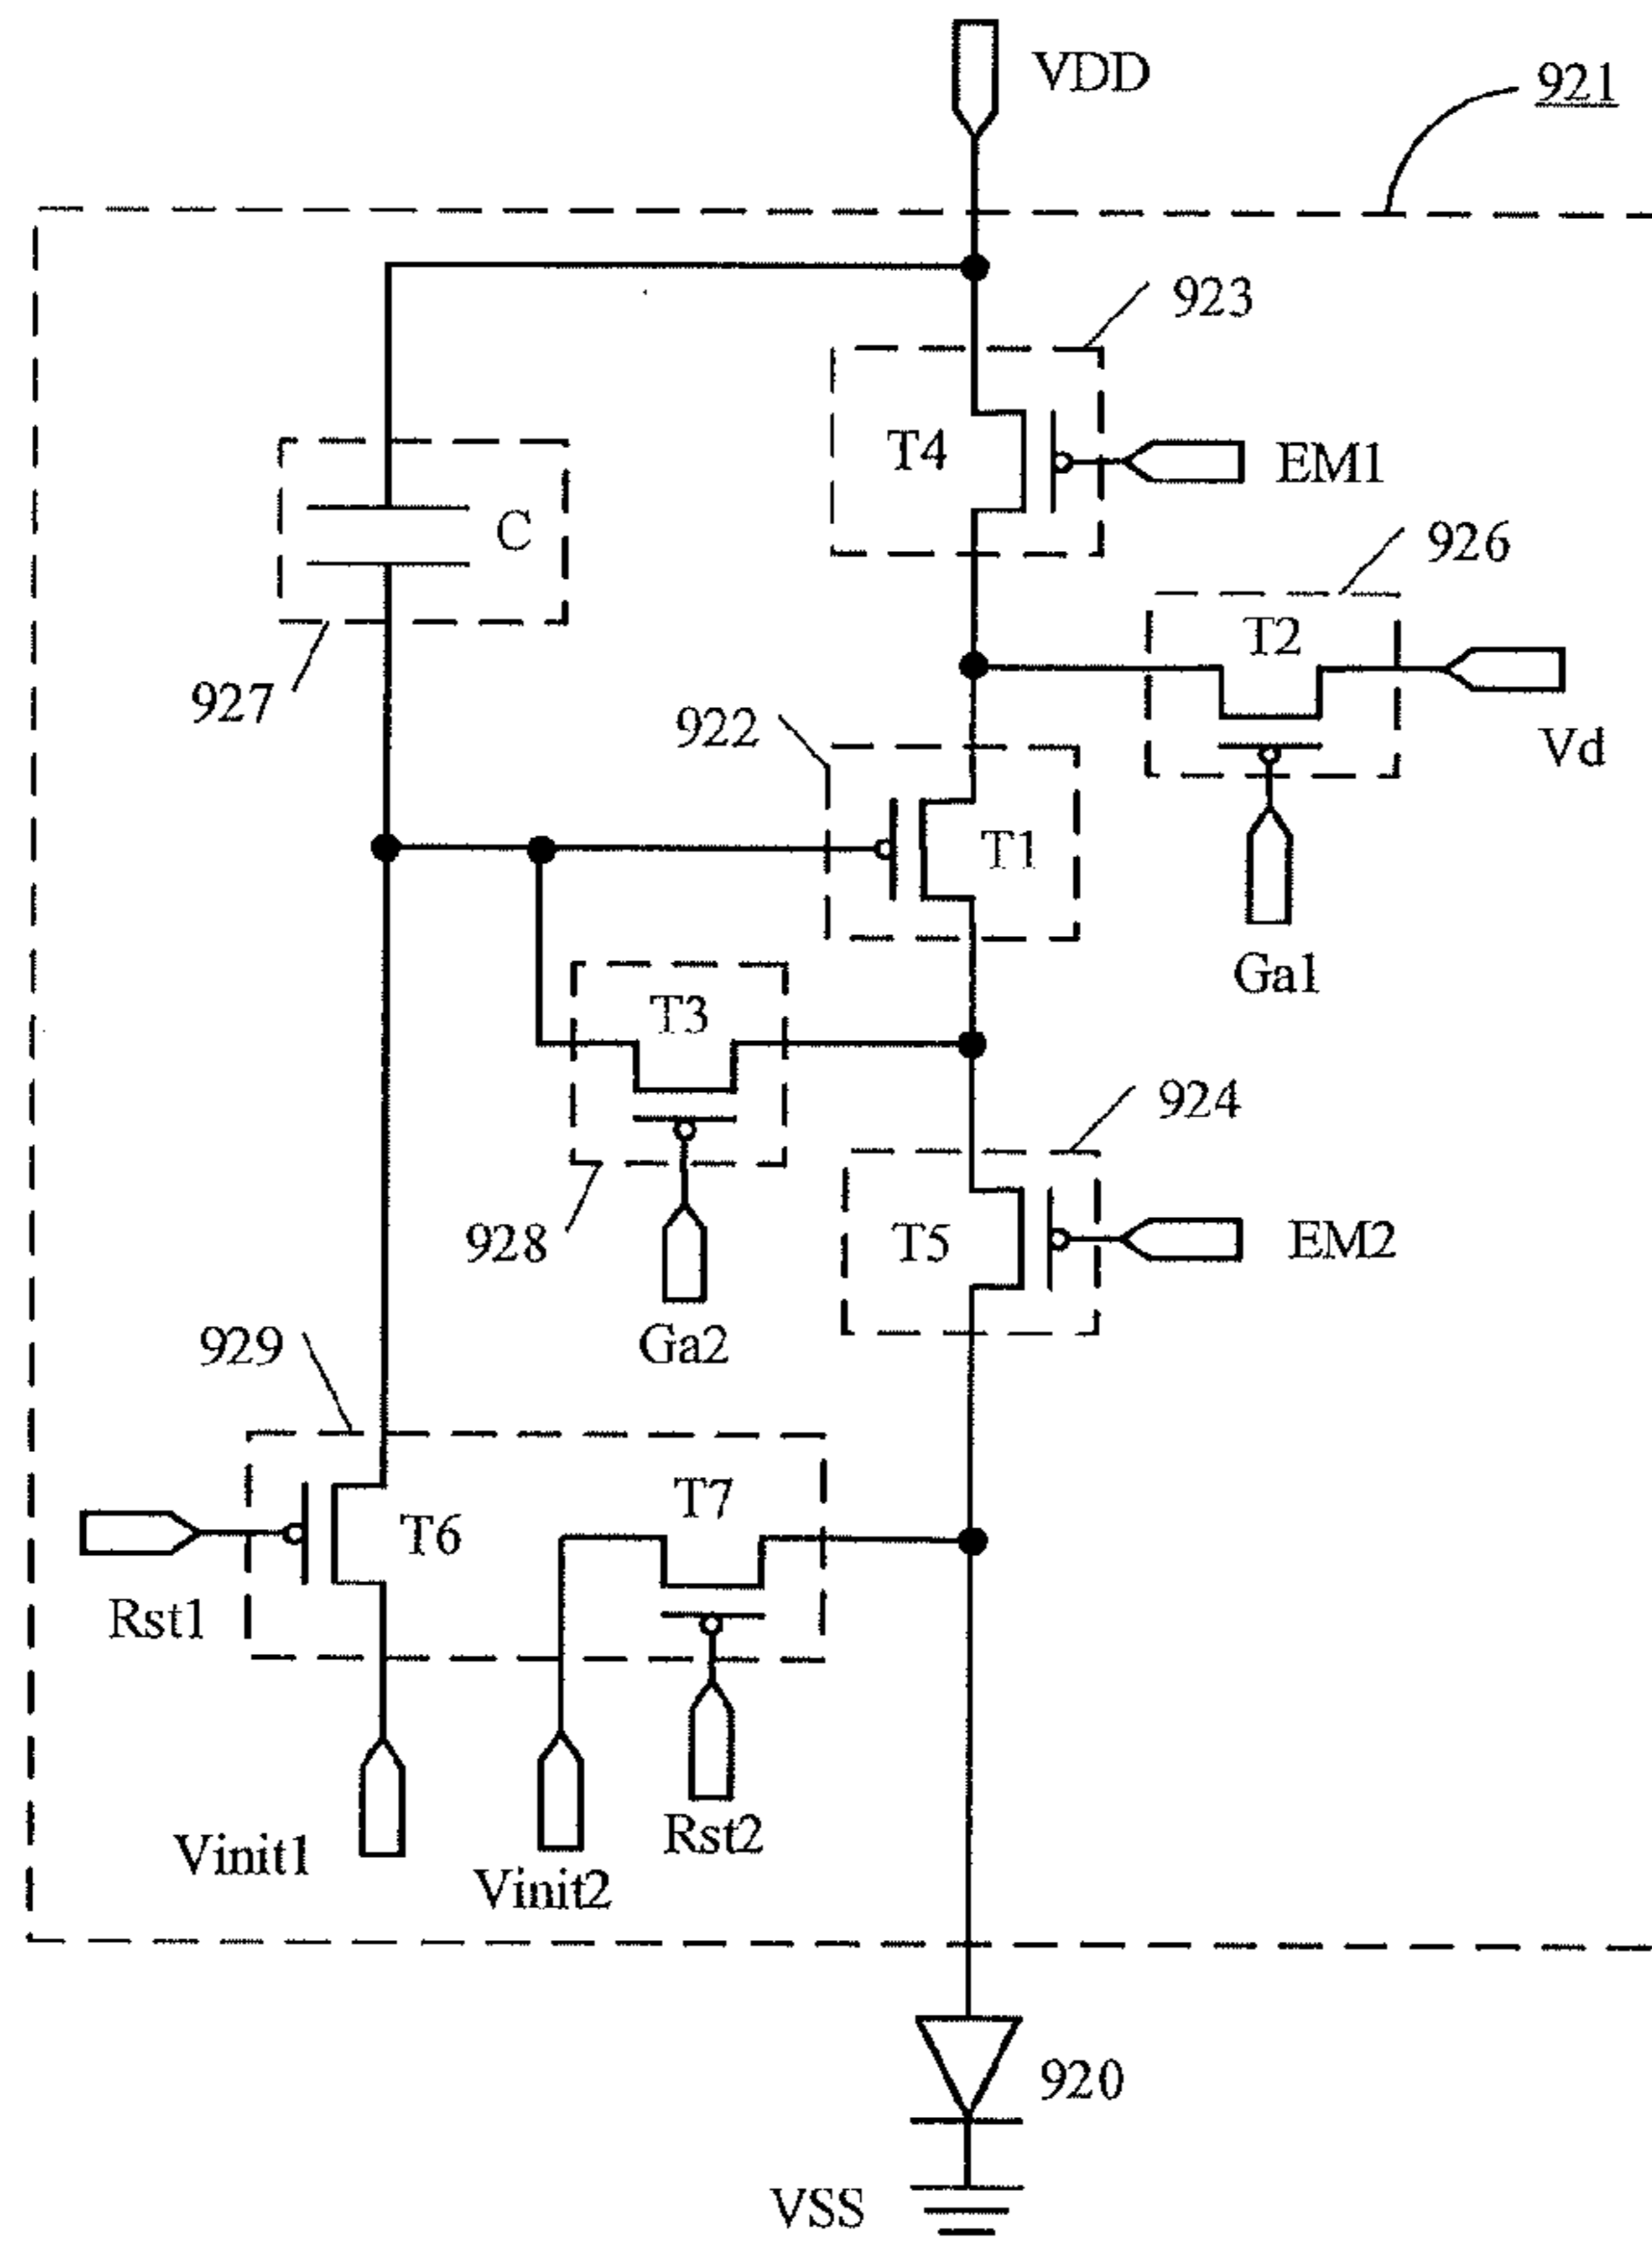 VDD
921
923
T4
EM1
C
926
T2
927
922
Vd
T1
Ga1
T3
924
928
T5
EM2
Ga2
929
T7
T6
Rst1
Rst2
Vinit1
Vinit2
920
VSS